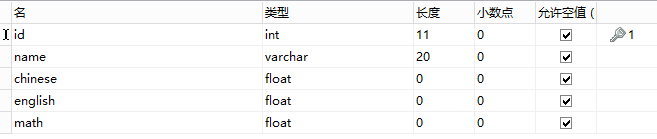 名 类型 长度 小数点 允许空值 (
id int 11 0 1
name varchar 20 0
chinese float 0 0
english float 0 0
math float 0 0